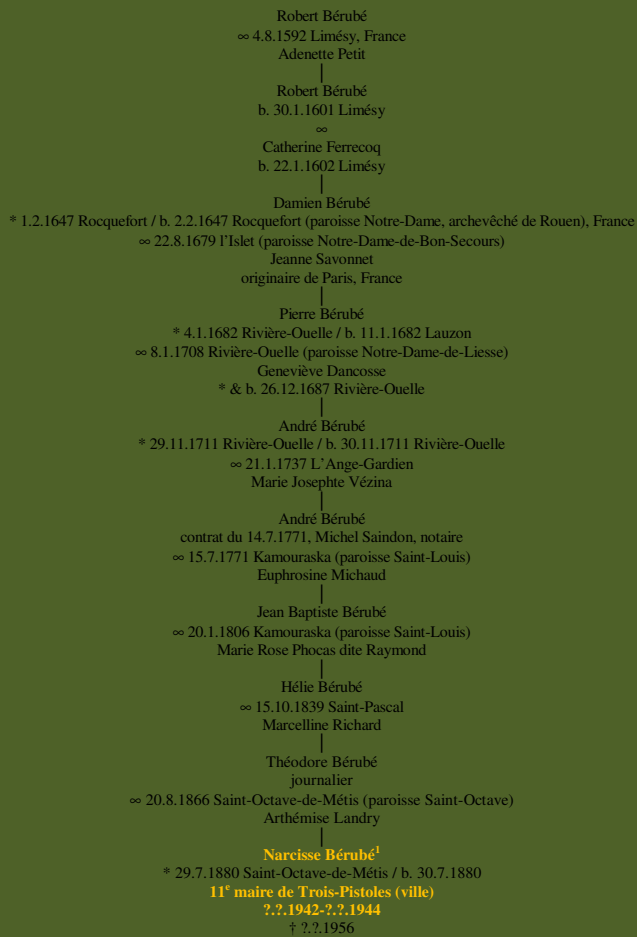 Robert Bérubé
∞ 4.8.1592 Limésy, France
Adenette Petit
Robert Bérubé
b. 30.1.1601 Limésy
∞
Catherine Ferrecoq
b. 22.1.1602 Limésy
Damien Bérubé
* 1.2.1647 Rocquefort / b. 2.2.1647 Rocquefort (paroisse Notre-Dame, archevêché de Rouen), France
∞ 22.8.1679 l'Islet (paroisse Notre-Dame-de-Bon-Secours)
Jeanne Savonnet
originaire de Paris, France
Pierre Bérubé
* 4.1.1682 Rivière-Ouelle / b. 11.1.1682 Lauzon
∞ 8.1.1708 Rivière-Ouelle (paroisse Notre-Dame-de-Liesse)
Geneviève Dancosse
* & b. 26.12.1687 Rivière-Ouelle
André Bérubé
* 29.11.1711 Rivière-Ouelle / b. 30.11.1711 Rivière-Ouelle
∞ 21.1.1737 L'Ange-Gardien
Marie Josephte Vézina
André Bérubé
contrat du 14.7.1771, Michel Saindon, notaire
∞ 15.7.1771 Kamouraska (paroisse Saint-Louis)
Euphrosine Michaud
Jean Baptiste Bérubé
∞ 20.1.1806 Kamouraska (paroisse Saint-Louis)
Marie Rose Phocas dite Raymond
Hélie Bérubé
∞ 15.10.1839 Saint-Pascal
Marcelline Richard
Théodore Bérubé
journalier
∞ 20.8.1866 Saint-Octave-de-Métis (paroisse Saint-Octave)
Arthémise Landry
Narcisse Bérubé¹
* 29.7.1880 Saint-Octave-de-Métis / b. 30.7.1880
11ᵉ maire de Trois-Pistoles (ville)
?.?.1942-?.?.1944
† ?.?.1956